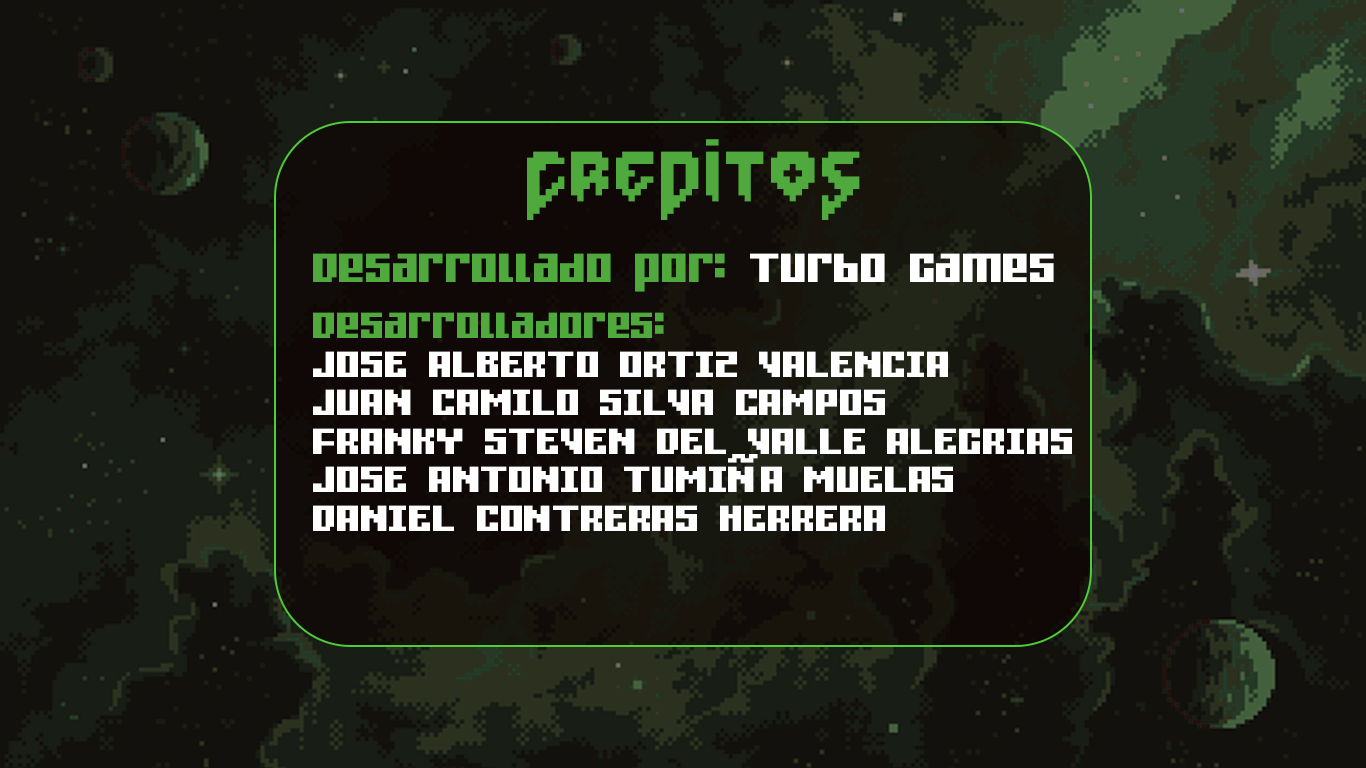 CREDITOS
Desarrollado por: Turbo Games
Desarrolladores:
JOSE ALBERTO ORTIZ VALENCIA
JUAN CAMILO SILVA CAMPOS
FRANKY STEVEN DEL VALLE ALEGRIAS
JOSE ANTONIO TUMIÑA MUELAS
DANIEL CONTRERAS HERRERA